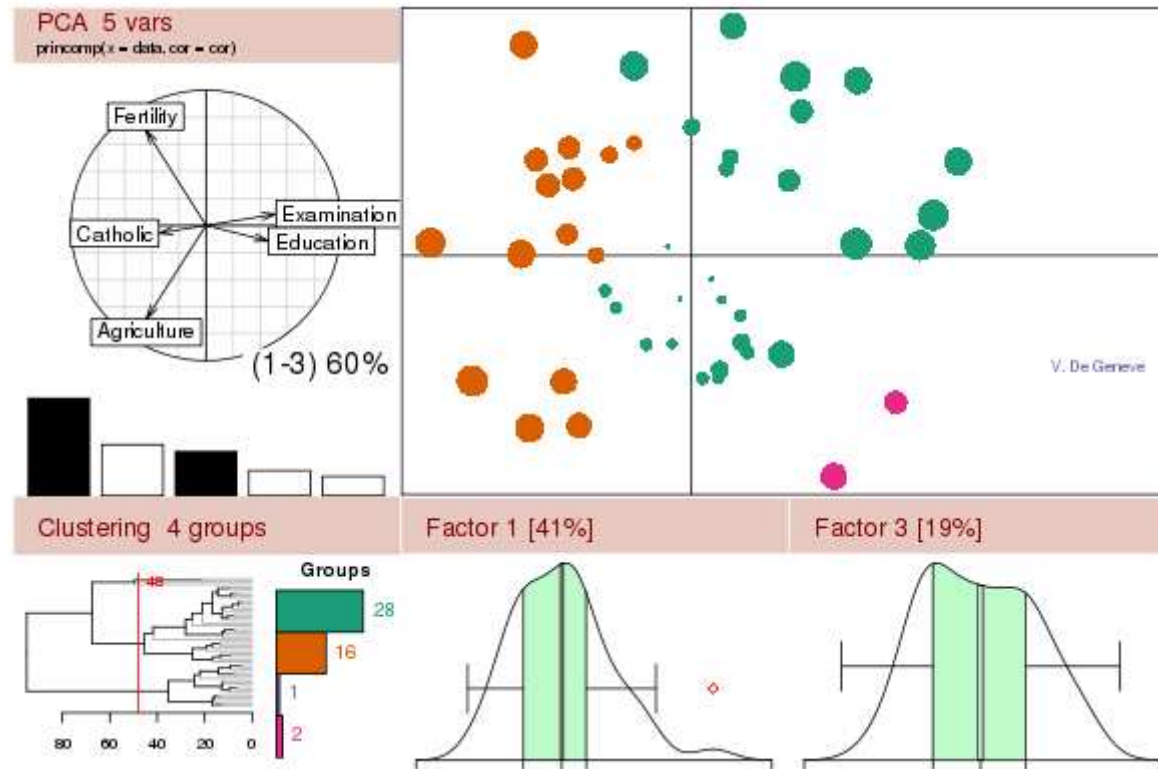 PCA 5 vars
princomp(x = data, cor = cor)
Fertility
Examination
Catholic
Education
Agriculture
(1-3) 60%
V. De Geneve
Clustering 4 groups
Factor 1 [41%]
Factor 3 [19%]
48
Groups
28
16
1
2
80 60 40 20 0